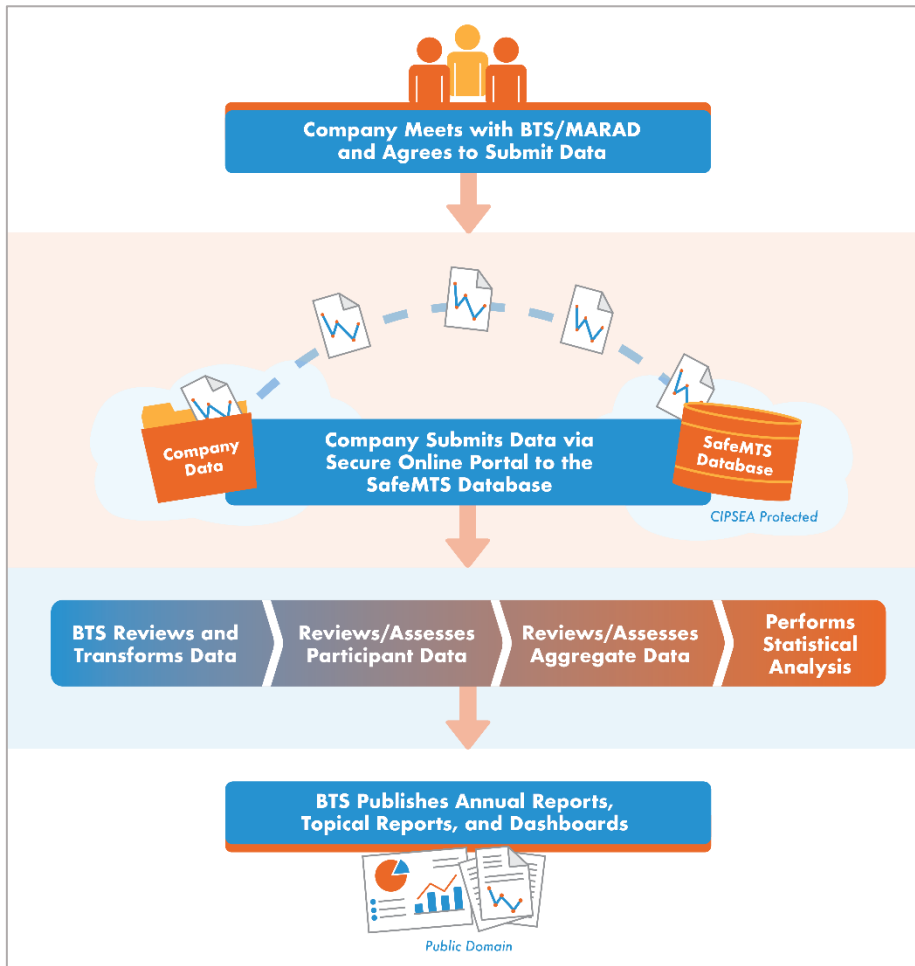 Company Meets with BTS/MARAD
and Agrees to Submit Data
Company
Data
Company Submits Data via
Secure Online Portal to the
SafeMTS Database
SafeMTS
Database
CIPSEA Protected
BTS Reviews and
Transforms Data
Reviews/Assesses
Participant Data
Reviews/Assesses
Aggregate Data
Performs
Statistical
Analysis
BTS Publishes Annual Reports,
Topical Reports, and Dashboards
Public Domain